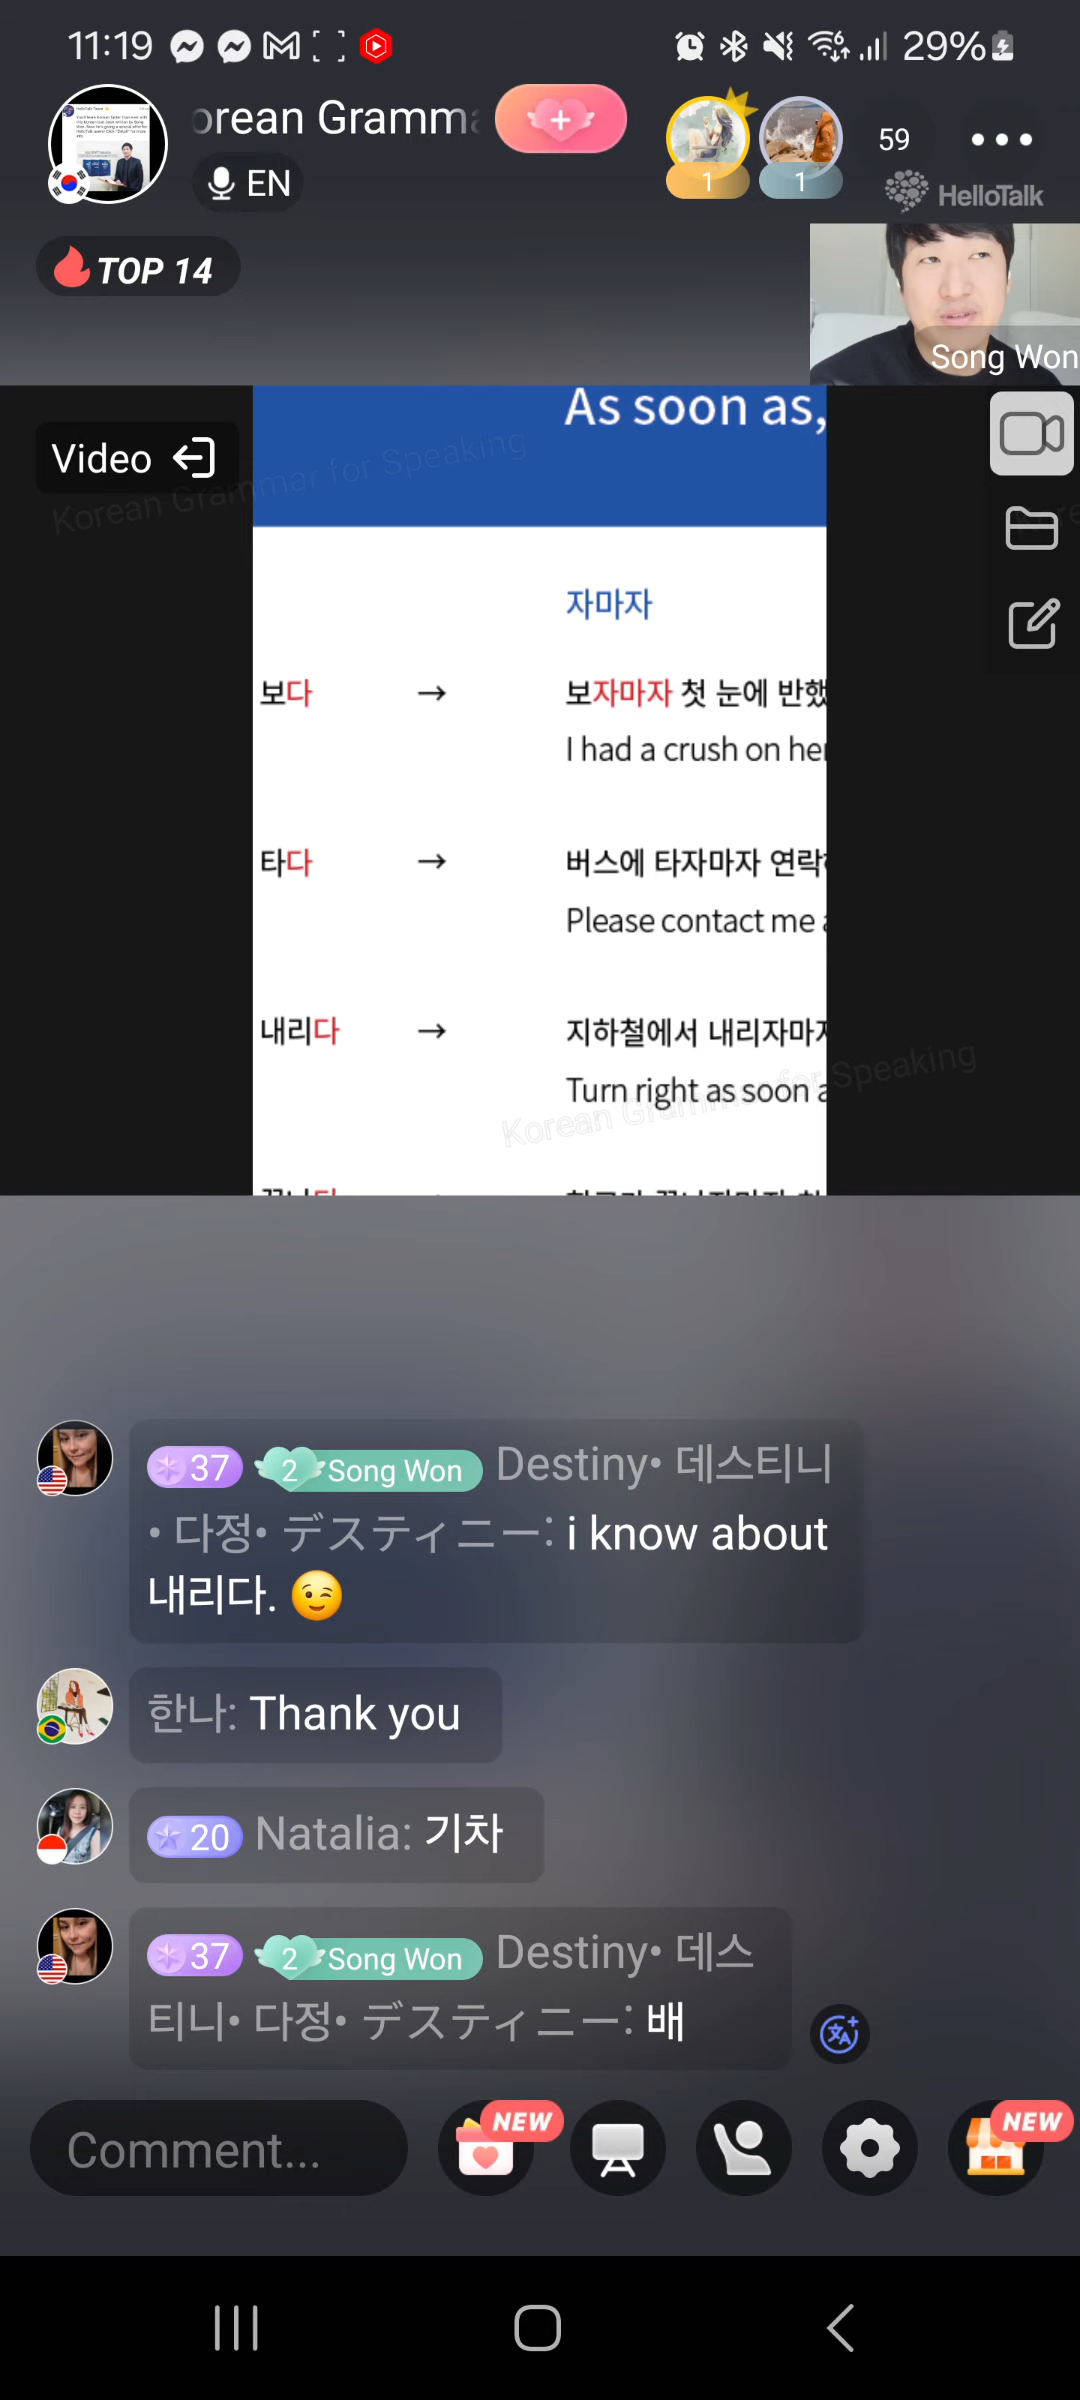 11:19
29%
orean Gramma
EN
1
1
59
HelloTalk
TOP 14
Song Won
As soon as,
Video
Korean Grammar for Speaking
자마자
보다 → 보자마자 첫 눈에 반했
I had a crush on her
타다 → 버스에 타자마자 연락
Please contact me a
내리다 → 지하철에서 내리자마자
Turn right as soon a
Korean Grammar for Speaking
37 2 Song Won Destiny• 데스티니
• 다정• デスティニー: i know about
내리다. 😉
한나: Thank you
20 Natalia: 기차
37 2 Song Won Destiny• 데스
티니• 다정• デスティニー: 배
Comment...
NEW
NEW